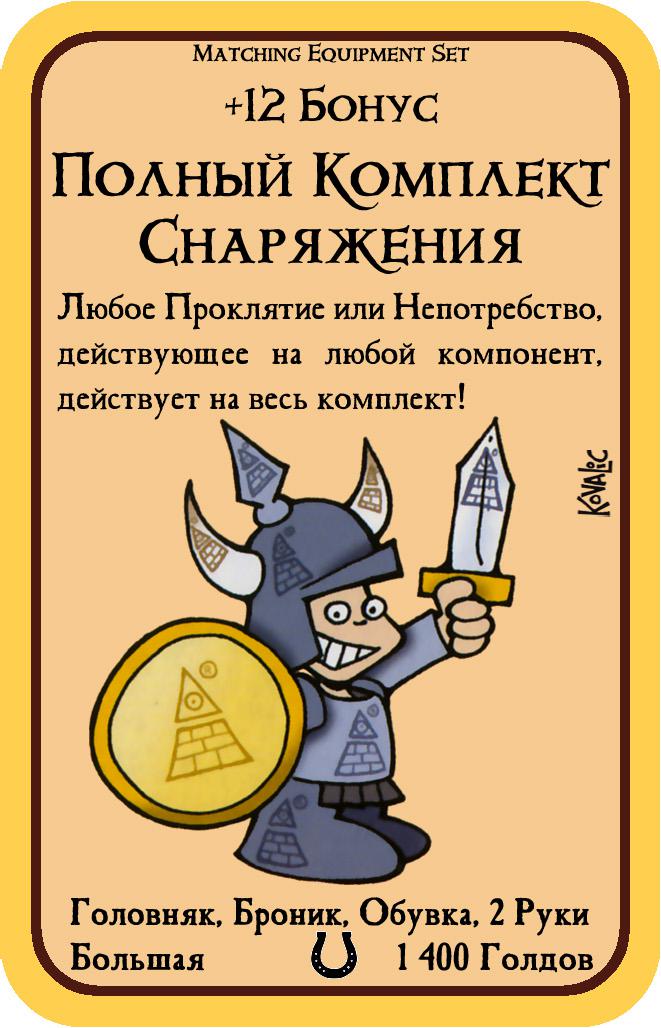 Matching Equipment Set
+12 Бонус
Полный Комплект
Снаряжения
Любое Проклятие или Непотребство,
действующее на любой компонент,
действует на весь комплект!
Kovalic
Головняк, Броник, Обувка, 2 Руки
Большая 1 400 Голдов